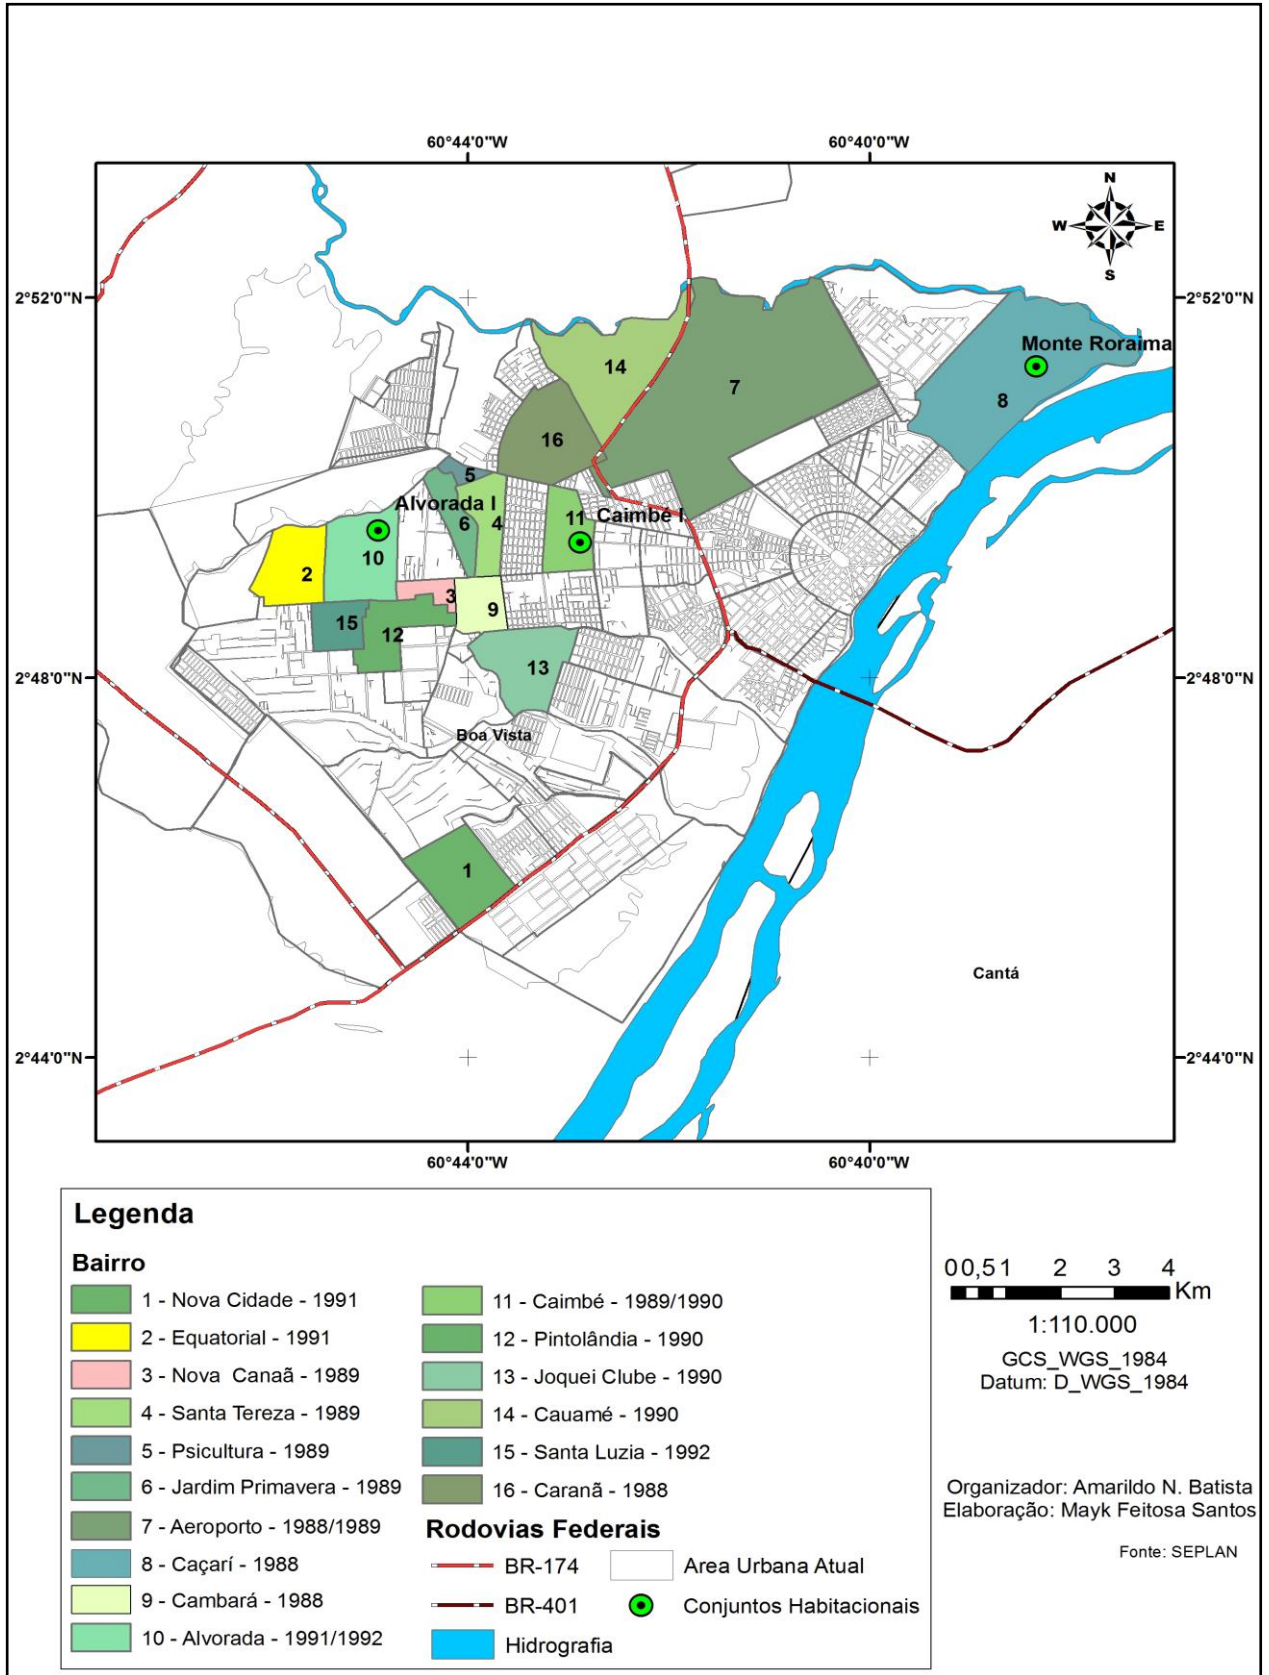 60°44'0"W
60°40'0"W
N
W
E
S
2°52'0"N
2°52'0"N
Monte Roraima
14
7
8
16
5
Alvorada I
6
4
11
Caimbé I
10
2
3
9
15
12
13
2°48'0"N
2°48'0"N
Boa Vista
1
Cantá
2°44'0"N
2°44'0"N
60°44'0"W
60°40'0"W
Legenda
Bairro
1 - Nova Cidade - 1991
2 - Equatorial - 1991
3 - Nova Canaã - 1989
4 - Santa Tereza - 1989
5 - Psicultura - 1989
6 - Jardim Primavera - 1989
7 - Aeroporto - 1988/1989
8 - Caçarí - 1988
9 - Cambará - 1988
10 - Alvorada - 1991/1992
11 - Caimbé - 1989/1990
12 - Pintolândia - 1990
13 - Joquei Clube - 1990
14 - Cauamé - 1990
15 - Santa Luzia - 1992
16 - Caranã - 1988
Rodovias Federais
BR-174
BR-401
Hidrografia
Area Urbana Atual
Conjuntos Habitacionais
0 0,5 1 2 3 4
Km
1:110.000
GCS_WGS_1984
Datum: D_WGS_1984
Organizador: Amarildo N. Batista
Elaboração: Mayk Feitosa Santos
Fonte: SEPLAN